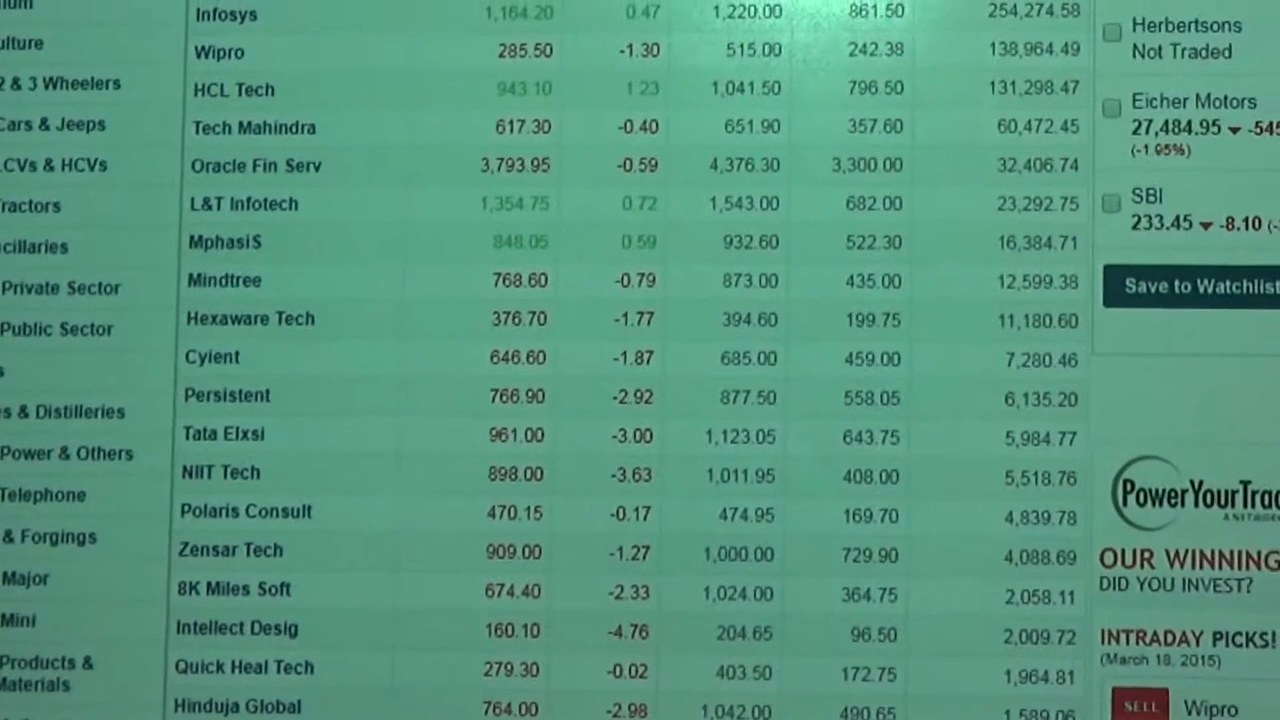 Infosys 1,164.20 0.47 1,220.00 861.50 254,274.58
Wipro 285.50 -1.30 515.00 242.38 138,964.49
HCL Tech 943.10 1.23 1,041.50 796.50 131,298.47
Tech Mahindra 617.30 -0.40 651.90 357.60 60,472.45
Oracle Fin Serv 3,793.95 -0.59 4,376.30 3,300.00 32,406.74
L&T Infotech 1,354.75 0.72 1,543.00 682.00 23,292.75
MphasiS 848.05 0.59 932.60 522.30 16,384.71
Mindtree 768.60 -0.79 873.00 435.00 12,599.38
Hexaware Tech 376.70 -1.77 394.60 199.75 11,180.60
Cyient 646.60 -1.87 685.00 459.00 7,280.46
Persistent 766.90 -2.92 877.50 558.05 6,135.20
Tata Elxsi 961.00 -3.00 1,123.05 643.75 5,984.77
NIIT Tech 898.00 -3.63 1,011.95 408.00 5,518.76
Polaris Consult 470.15 -0.17 474.95 169.70 4,839.78
Zensar Tech 909.00 -1.27 1,000.00 729.90 4,088.69
8K Miles Soft 674.40 -2.33 1,024.00 364.75 2,058.11
Intellect Desig 160.10 -4.76 204.65 96.50 2,009.72
Quick Heal Tech 279.30 -0.02 403.50 172.75 1,964.81
Hinduja Global 764.00 -2.98 1,042.00 490.65 1,589.06
ulture
2 & 3 Wheelers
Cars & Jeeps
LCVs & HCVs
ractors
cillaries
Private Sector
Public Sector
s
s & Distilleries
Power & Others
Telephone
& Forgings
Major
Mini
Products &
Materials
Herbertsons
Not Traded
Eicher Motors
27,484.95 -545
(-1.95%)
SBI
233.45 -8.10 (-
Save to Watchlist
PowerYourTrad
A NETWOR
OUR WINNING
DID YOU INVEST?
INTRADAY PICKS!
(March 18, 2015)
SELL Wipro